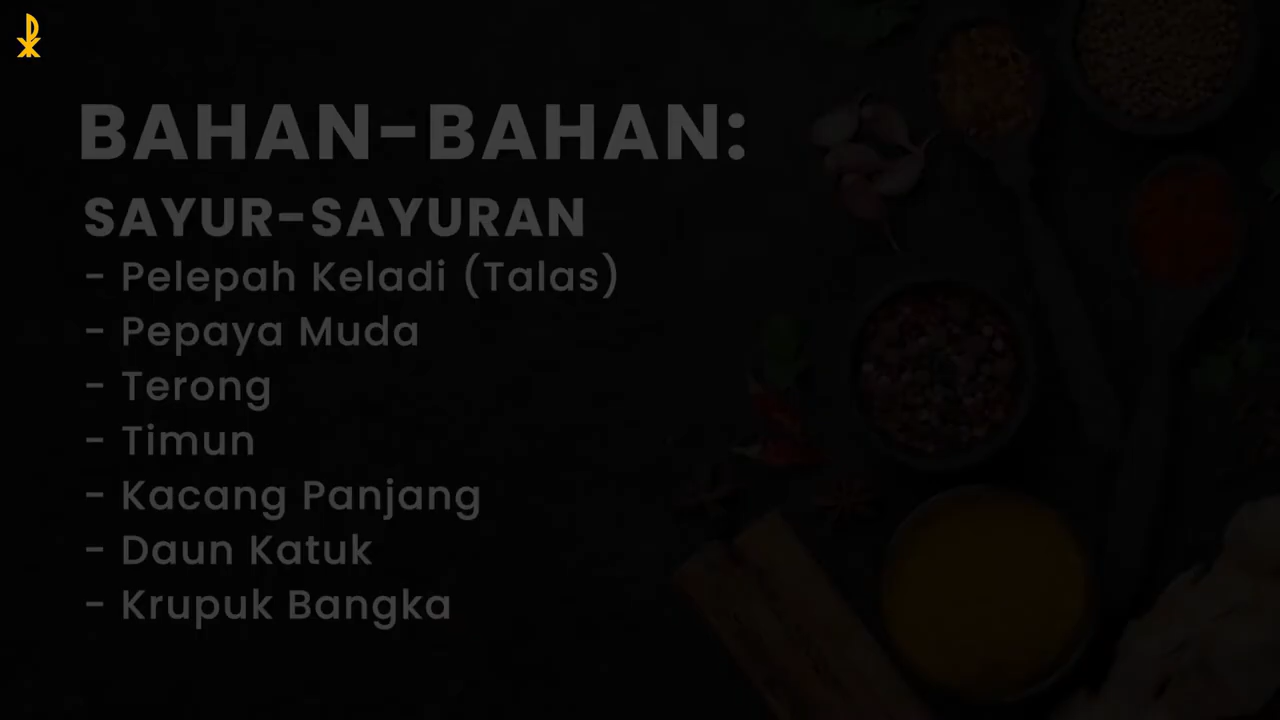 BAHAN-BAHAN:
SAYUR-SAYURAN
- Pelepah Keladi (Talas)
- Pepaya Muda
- Terong
- Timun
- Kacang Panjang
- Daun Katuk
- Krupuk Bangka